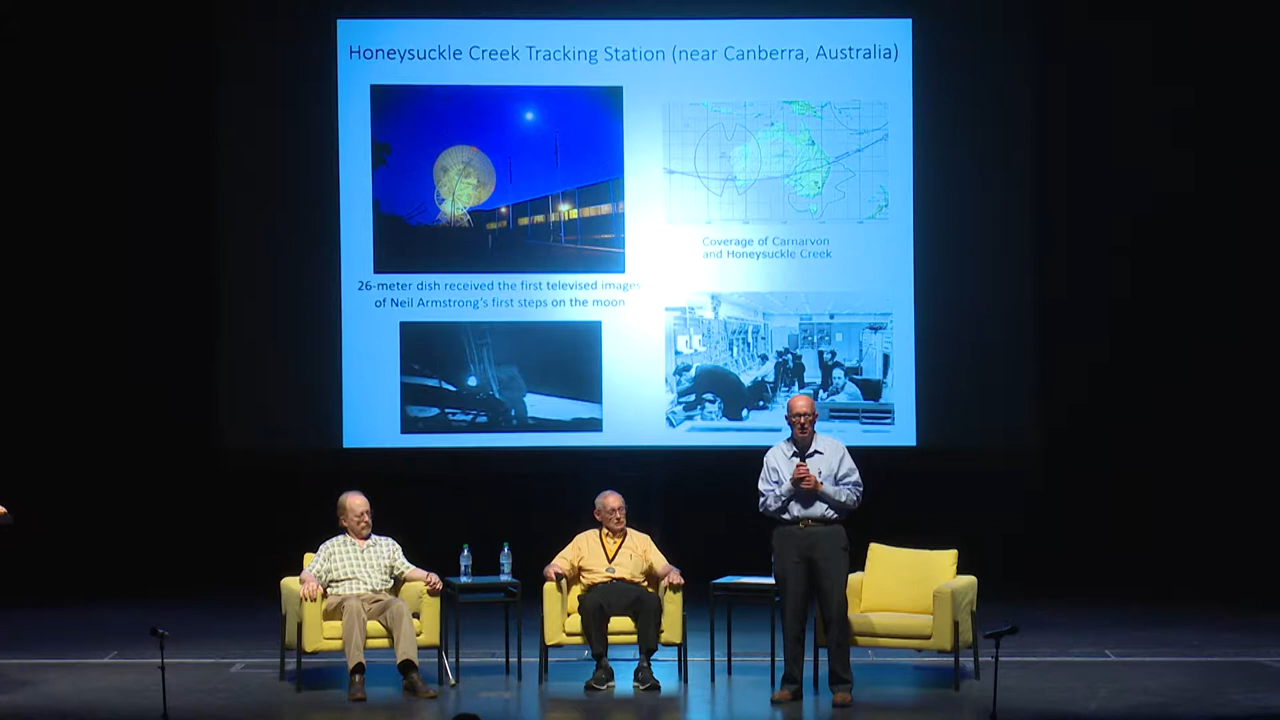 Honeysuckle Creek Tracking Station (near Canberra, Australia)
26-meter dish received the first televised images
of Neil Armstrong's first steps on the moon
Coverage of Carnarvon
and Honeysuckle Creek